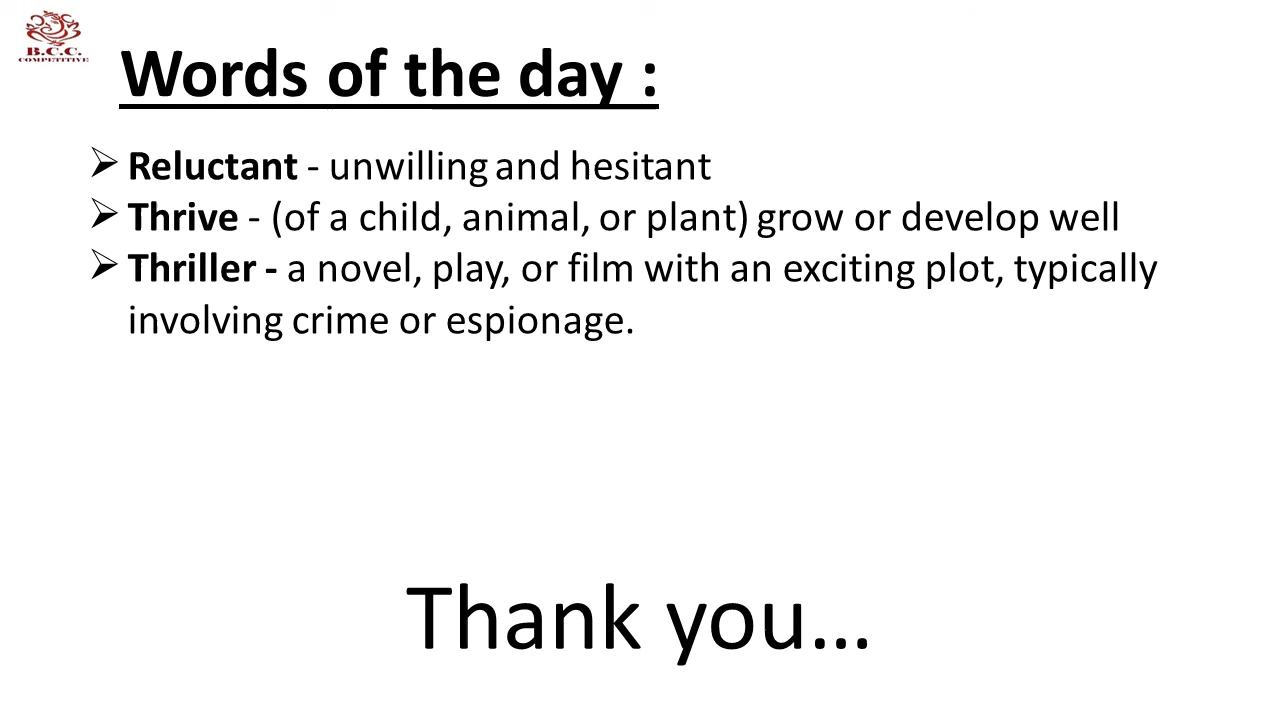 B.C.C.
COMPETITIVE
Words of the day :
Reluctant - unwilling and hesitant
Thrive - (of a child, animal, or plant) grow or develop well
Thriller - a novel, play, or film with an exciting plot, typically
involving crime or espionage.
Thank you...